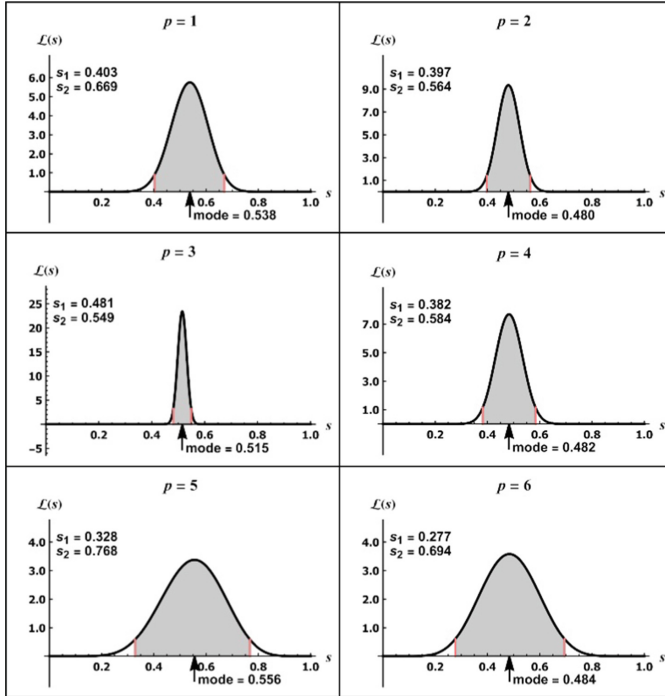 p = 1
ℒ(s)
s₁ = 0.403
s₂ = 0.669
6.0
5.0
4.0
3.0
2.0
1.0
0.2 0.4 0.6 0.8 1.0 s
mode = 0.538
p = 2
ℒ(s)
s₁ = 0.397
s₂ = 0.564
9.0
7.0
5.0
3.0
1.0
0.2 0.4 0.6 0.8 1.0 s
mode = 0.480
p = 3
ℒ(s)
s₁ = 0.481
s₂ = 0.549
25
20
15
10
5
0.2 0.4 0.6 0.8 1.0 s
-5
mode = 0.515
p = 4
ℒ(s)
s₁ = 0.382
s₂ = 0.584
7.0
5.0
3.0
1.0
0.2 0.4 0.6 0.8 1.0 s
mode = 0.482
p = 5
ℒ(s)
s₁ = 0.328
s₂ = 0.768
4.0
3.0
2.0
1.0
0.2 0.4 0.6 0.8 1.0 s
mode = 0.556
p = 6
ℒ(s)
s₁ = 0.277
s₂ = 0.694
4.0
3.0
2.0
1.0
0.2 0.4 0.6 0.8 1.0 s
mode = 0.484